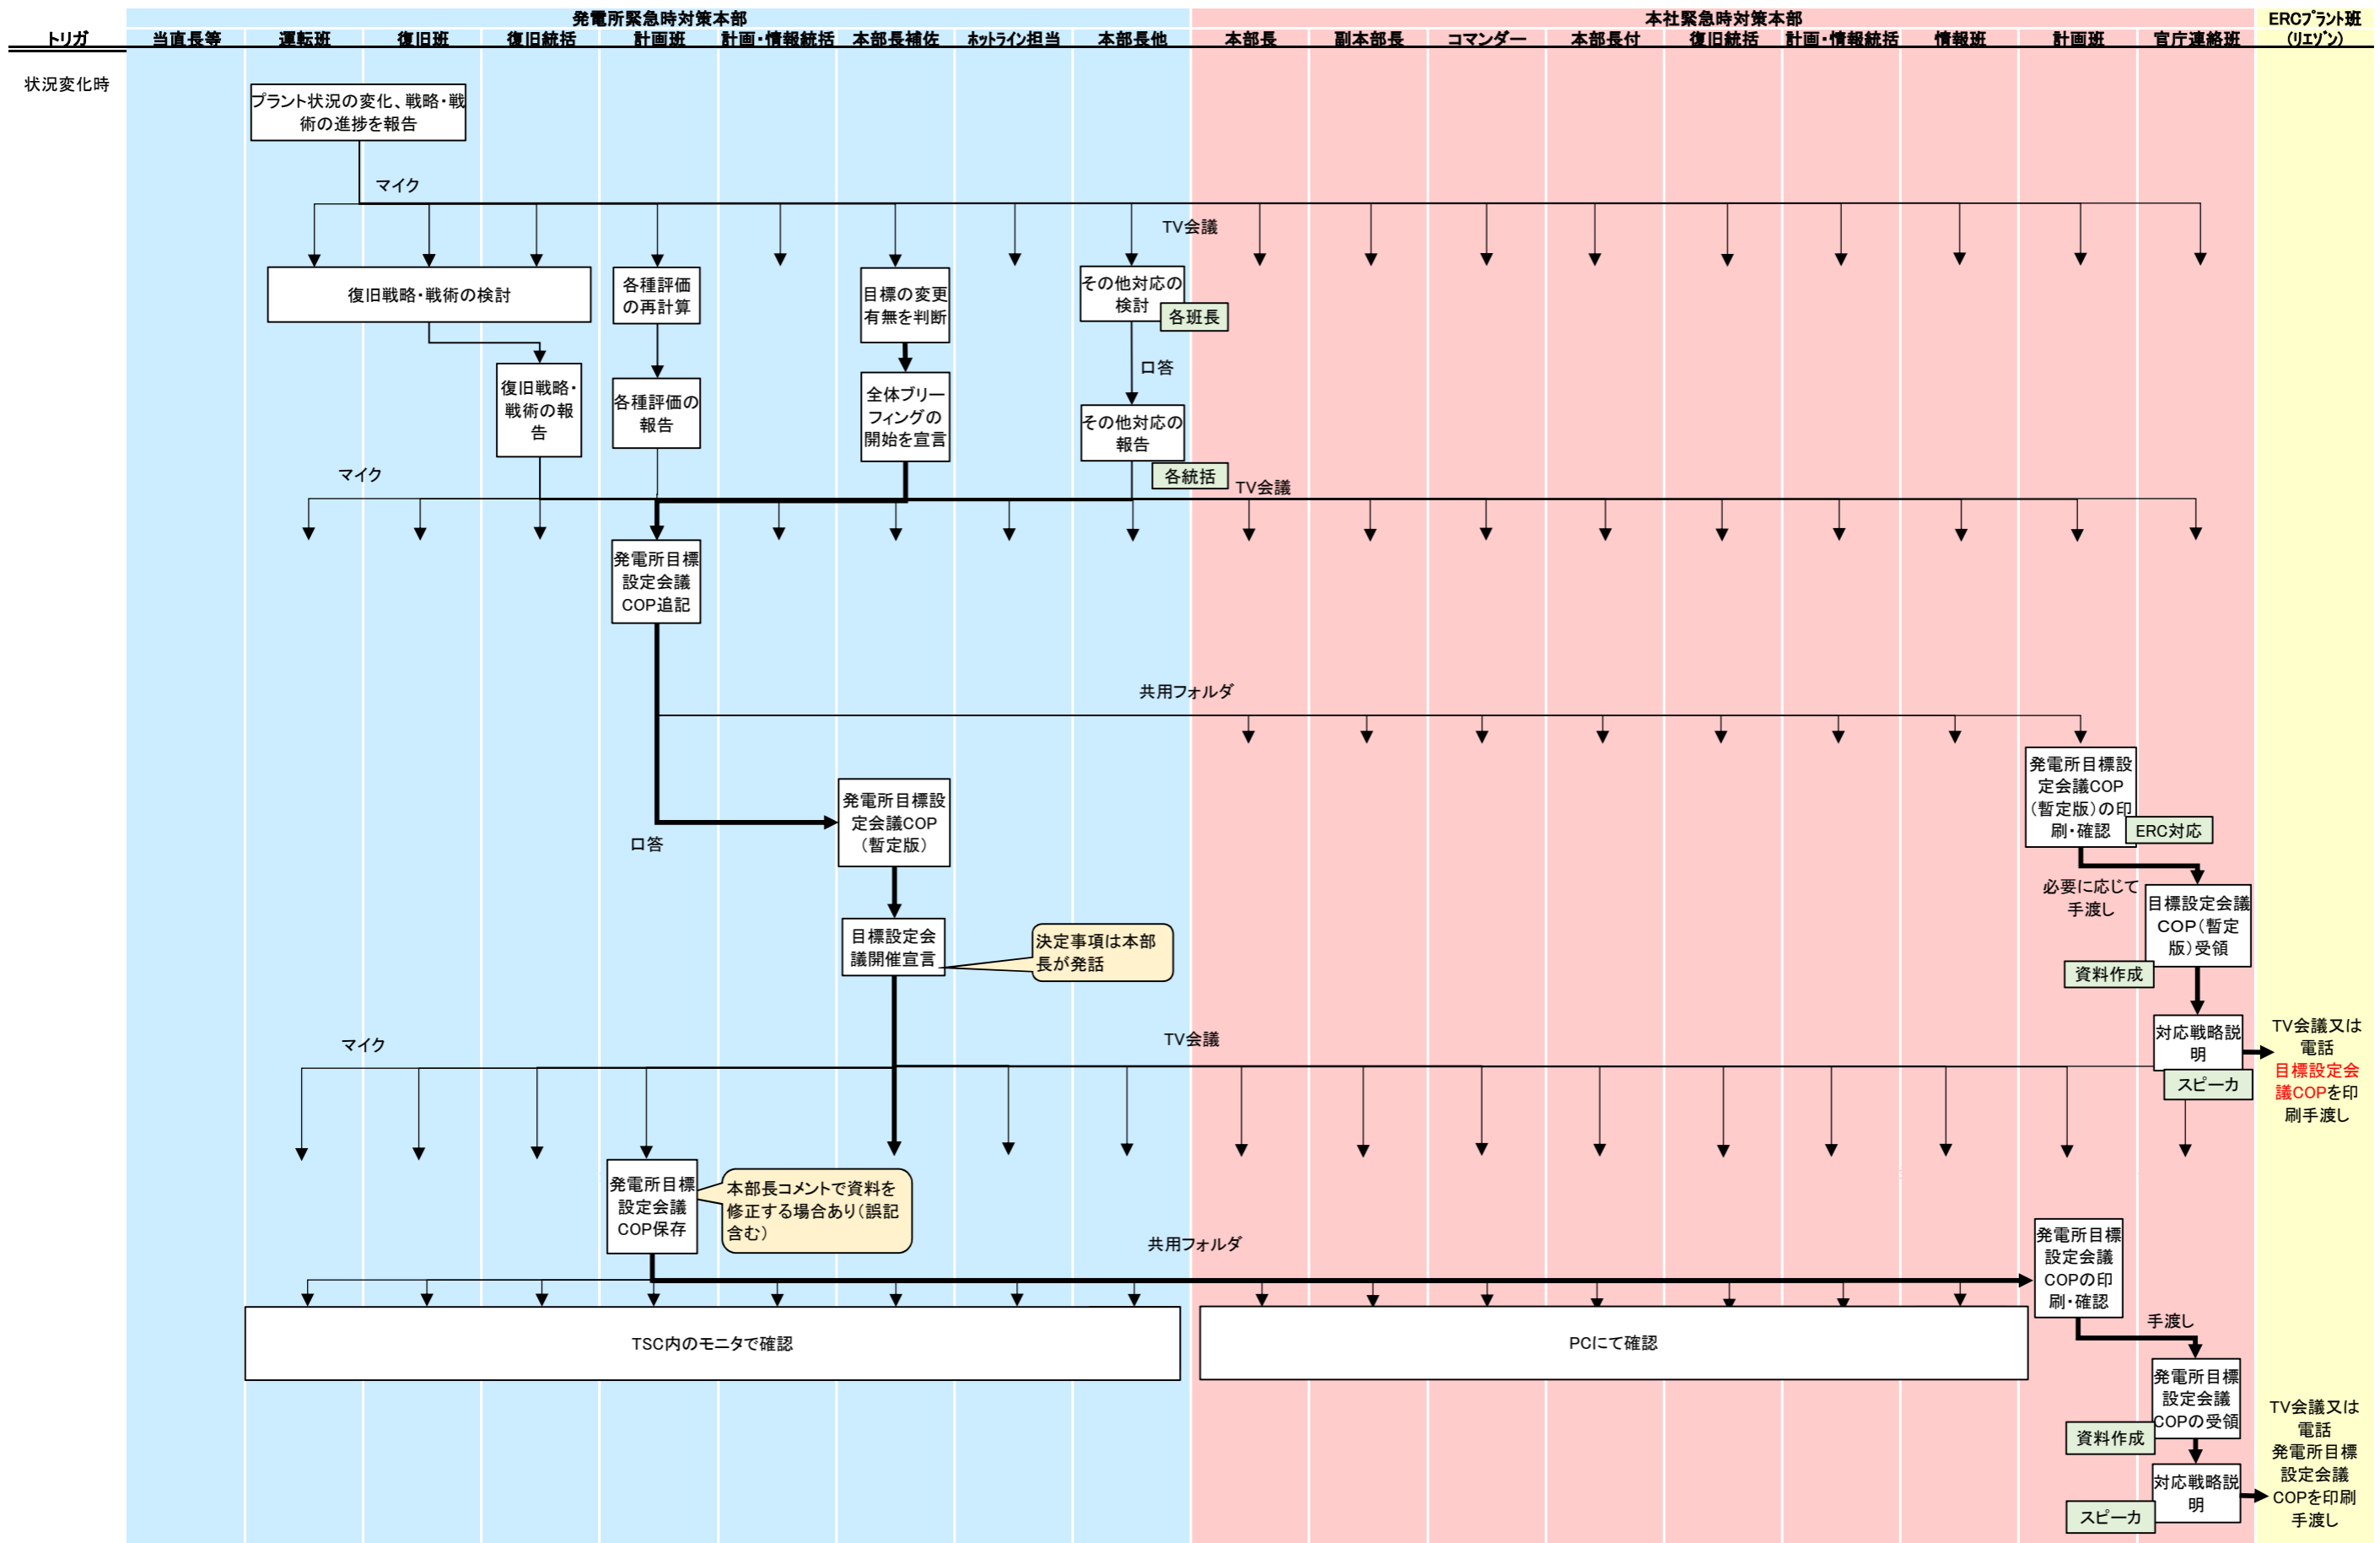 発電所緊急時対策本部
本社緊急時対策本部
ERCプラント班
(リエゾン)
トリガ
当直長等
運転班
復旧班
復旧統括
計画班
計画・情報統括
本部長補佐
ホットライン担当
本部長他
本部長
副本部長
コマンダー
本部長付
復旧統括
計画・情報統括
情報班
計画班
官庁連絡班
状況変化時
プラント状況の変化、戦略・戦
術の進捗を報告
マイク
TV会議
復旧戦略・戦術の検討
各種評価
の再計算
目標の変更
有無を判断
その他対応の
検討
各班長
口答
復旧戦略・
戦術の報
告
各種評価の
報告
全体ブリー
フィングの
開始を宣言
その他対応の
報告
各統括
マイク
TV会議
発電所目標
設定会議
COP追記
共用フォルダ
発電所目標設
定会議COP
(暫定版)の印
刷・確認
ERC対応
発電所目標設
定会議COP
(暫定版)
口答
必要に応じて
手渡し
目標設定会議
COP(暫定
版)受領
資料作成
目標設定会
議開催宣言
決定事項は本部
長が発話
マイク
TV会議
対応戦略説
明
スピーカ
TV会議又は
電話
目標設定会
議COPを印
刷手渡し
発電所目標
設定会議
COP保存
本部長コメントで資料を
修正する場合あり(誤記
含む)
共用フォルダ
発電所目標
設定会議
COPの印
刷・確認
TSC内のモニタで確認
PCにて確認
手渡し
発電所目標
設定会議
COPの受領
資料作成
対応戦略説
明
スピーカ
TV会議又は
電話
発電所目標
設定会議
COPを印刷
手渡し